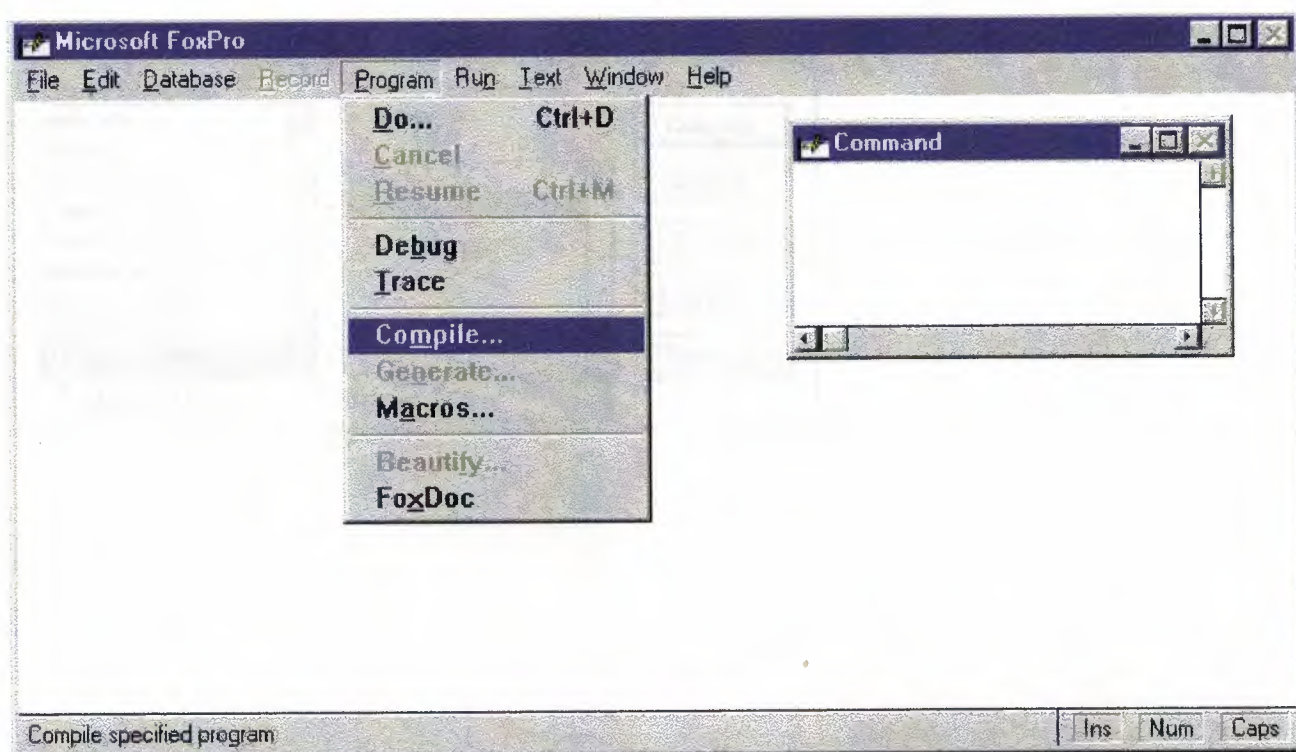 Microsoft FoxPro
File Edit Database Record Program Run Text Window Help
Do... Ctrl+D
Cancel
Resume Ctrl+M
Debug
Trace
Compile...
Generate...
Macros...
Beautify...
FoxDoc
Command
Compile specified program
Ins Num Caps